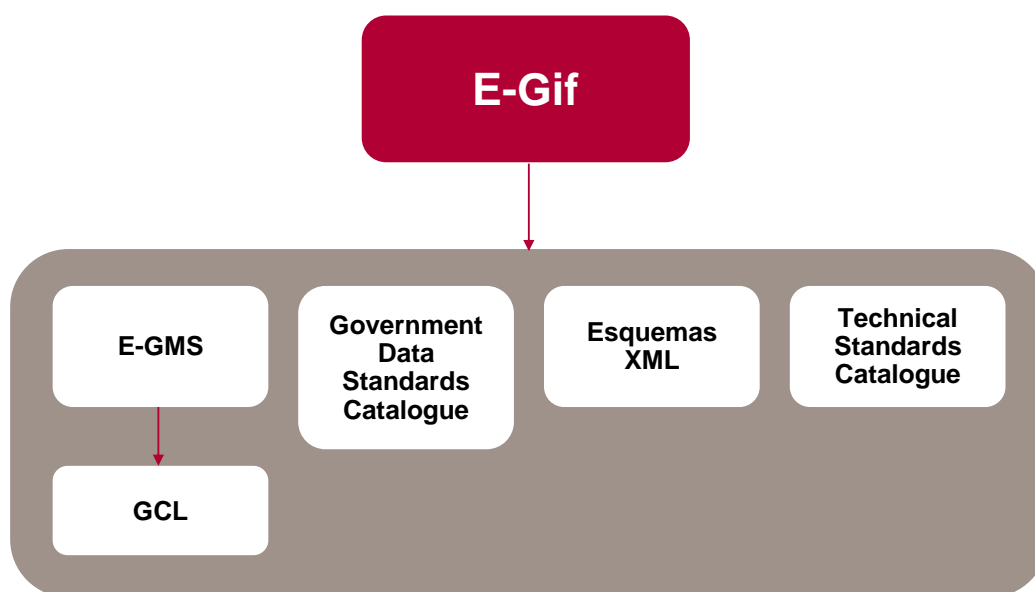 E-Gif
E-GMS
Government
Data
Standards
Catalogue
Esquemas
XML
Technical
Standards
Catalogue
GCL